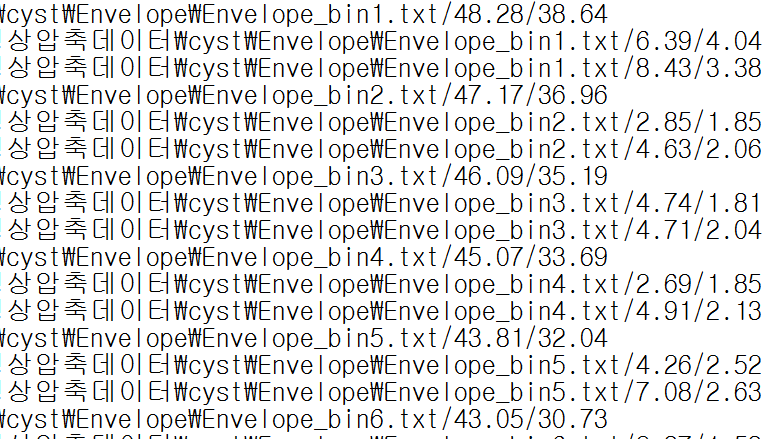 ₩cyst₩Envelope₩Envelope_bin1.txt/48.28/38.64
상압축데이터₩cyst₩Envelope₩Envelope_bin1.txt/6.39/4.04
상압축데이터₩cyst₩Envelope₩Envelope_bin1.txt/8.43/3.38
₩cyst₩Envelope₩Envelope_bin2.txt/47.17/36.96
상압축데이터₩cyst₩Envelope₩Envelope_bin2.txt/2.85/1.85
상압축데이터₩cyst₩Envelope₩Envelope_bin2.txt/4.63/2.06
₩cyst₩Envelope₩Envelope_bin3.txt/46.09/35.19
상압축데이터₩cyst₩Envelope₩Envelope_bin3.txt/4.74/1.81
상압축데이터₩cyst₩Envelope₩Envelope_bin3.txt/4.71/2.04
₩cyst₩Envelope₩Envelope_bin4.txt/45.07/33.69
상압축데이터₩cyst₩Envelope₩Envelope_bin4.txt/2.69/1.85
상압축데이터₩cyst₩Envelope₩Envelope_bin4.txt/4.91/2.13
₩cyst₩Envelope₩Envelope_bin5.txt/43.81/32.04
상압축데이터₩cyst₩Envelope₩Envelope_bin5.txt/4.26/2.52
상압축데이터₩cyst₩Envelope₩Envelope_bin5.txt/7.08/2.63
₩cyst₩Envelope₩Envelope_bin6.txt/43.05/30.73